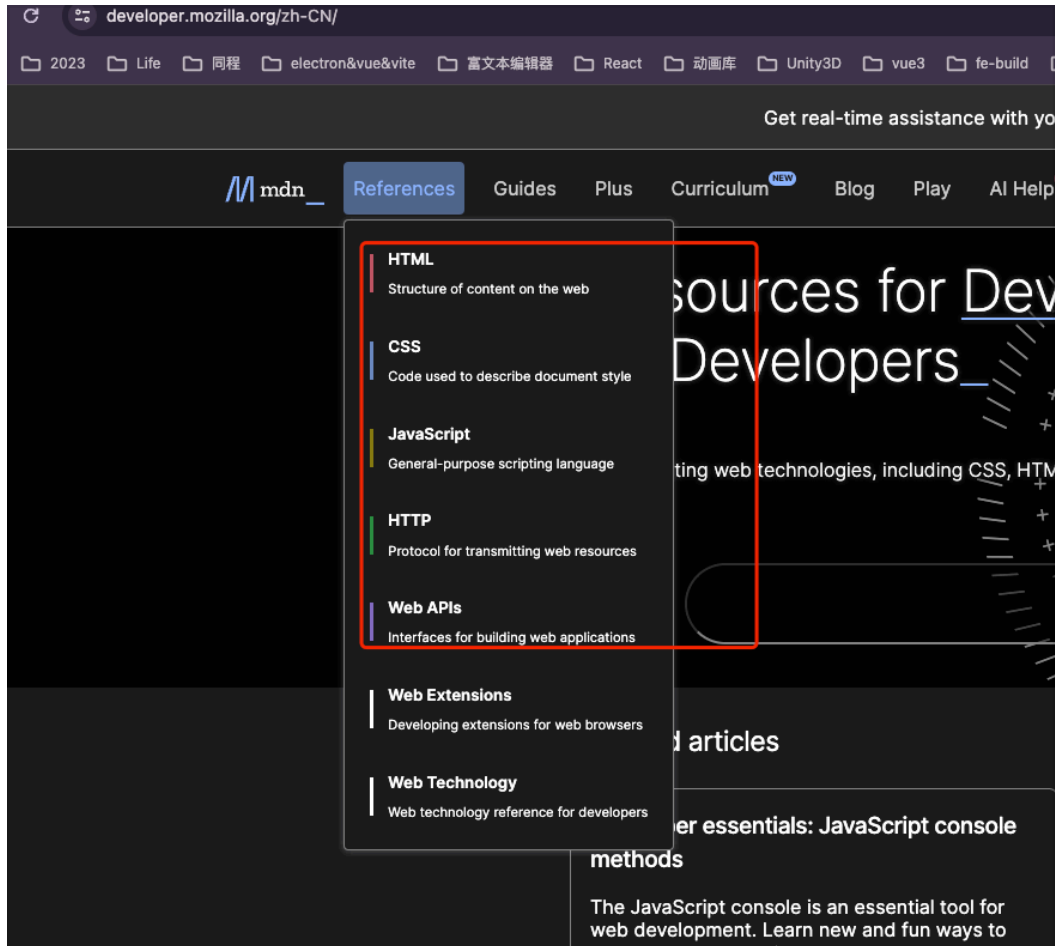 developer.mozilla.org/zh-CN/
2023 Life 同程 electron&vue&vite 富文本编辑器 React 动画库 Unity3D vue3 fe-build
Get real-time assistance with yo
mdn_ References Guides Plus Curriculum NEW Blog Play AI Help
HTML
Structure of content on the web
CSS
Code used to describe document style
JavaScript
General-purpose scripting language
HTTP
Protocol for transmitting web resources
Web APIs
Interfaces for building web applications
Web Extensions
Developing extensions for web browsers
Web Technology
Web technology reference for developers
sources for Dev
Developers_
ting web technologies, including CSS, HTM
d articles
per essentials: JavaScript console
methods
The JavaScript console is an essential tool for
web development. Learn new and fun ways to